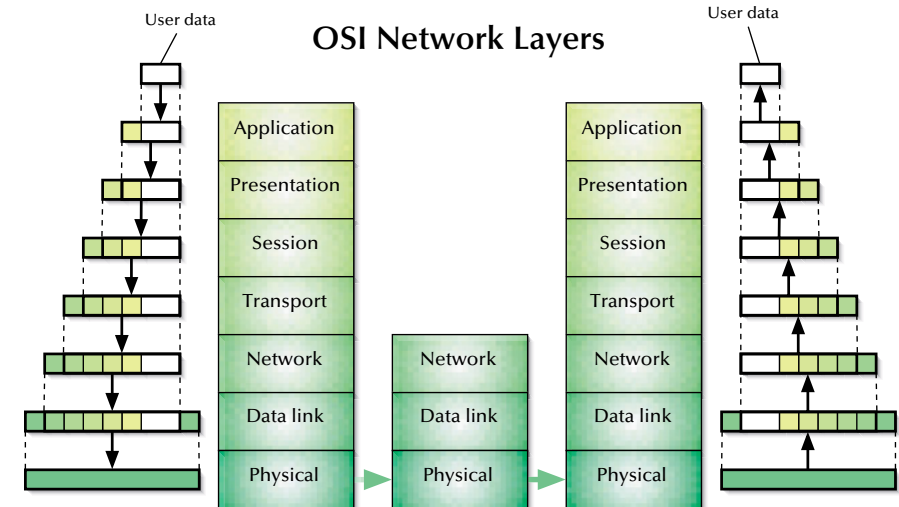 User data
OSI Network Layers
User data
Application
Presentation
Session
Transport
Network
Data link
Physical
Network
Data link
Physical
Application
Presentation
Session
Transport
Network
Data link
Physical